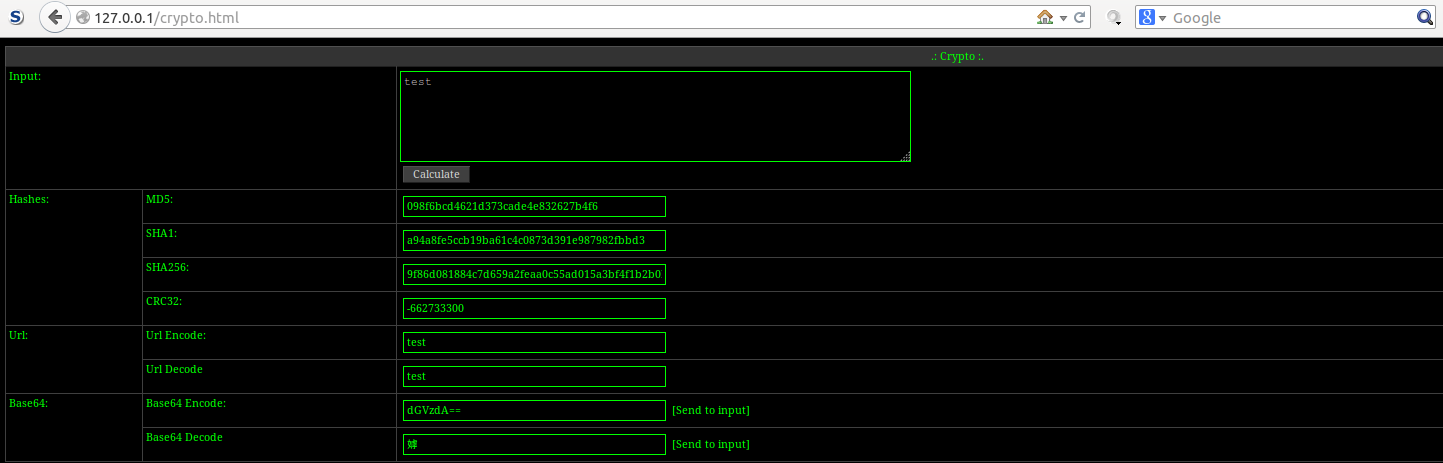 S 127.0.0.1/crypto.html Google
.: Crypto :.
Input: test
Calculate
Hashes: MD5: 098f6bcd4621d373cade4e832627b4f6
SHA1: a94a8fe5ccb19ba61c4c0873d391e987982fbbd3
SHA256: 9f86d081884c7d659a2feaa0c55ad015a3bf4f1b2b0
CRC32: -662733300
Url: Url Encode: test
Url Decode test
Base64: Base64 Encode: dGVzdA== [Send to input]
Base64 Decode [Send to input]